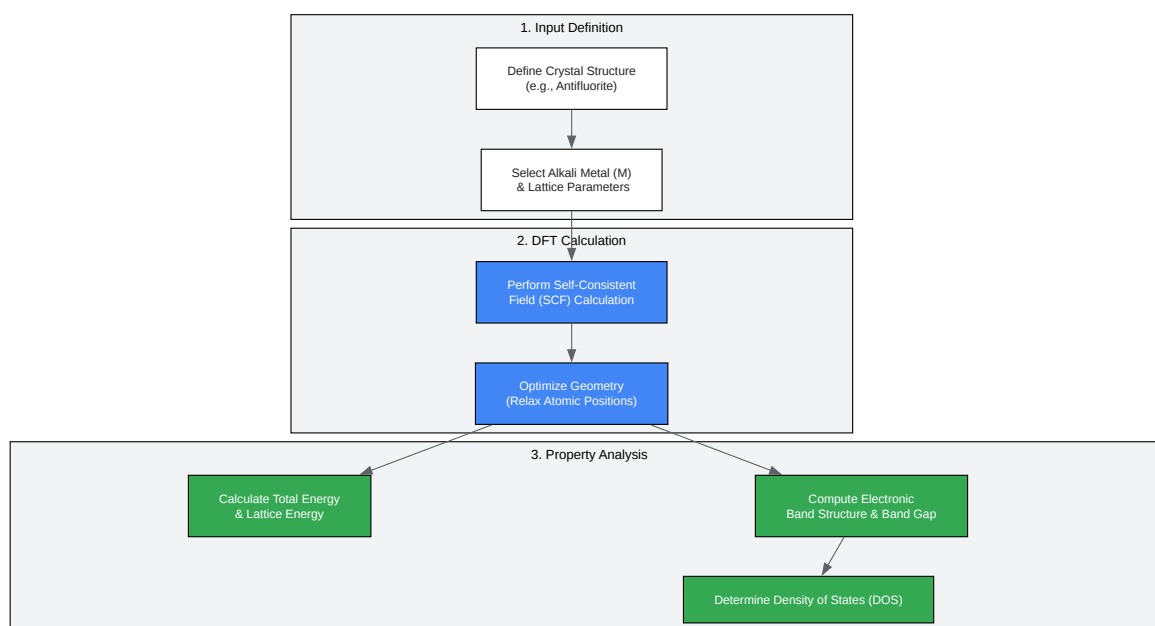 1. Input Definition
Define Crystal Structure
(e.g., Antifluorite)
Select Alkali Metal (M)
& Lattice Parameters
2. DFT Calculation
Perform Self-Consistent
Field (SCF) Calculation
Optimize Geometry
(Relax Atomic Positions)
3. Property Analysis
Calculate Total Energy
& Lattice Energy
Compute Electronic
Band Structure & Band Gap
Determine Density of States (DOS)